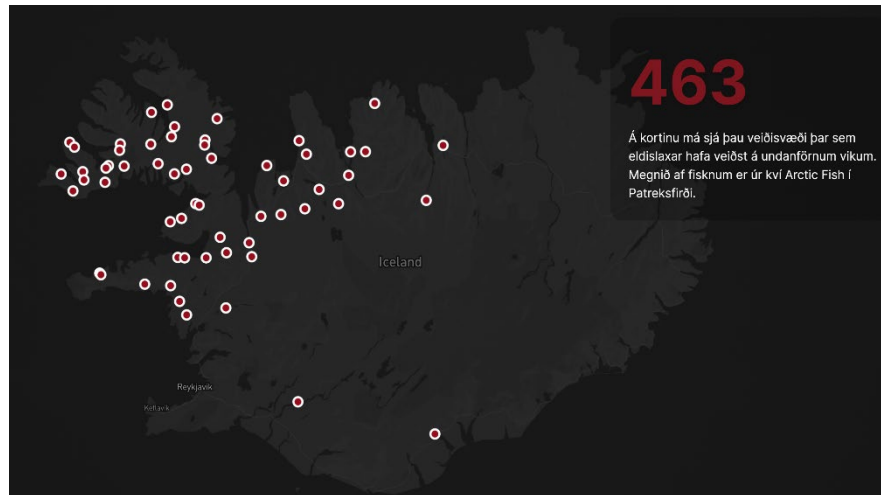 463
Á kortinu má sjá þau veiðisvæði þar sem
eldislaxar hafa veiðst á undanförnum vikum.
Megnið af fisknum er úr kví Arctic Fish í
Patreksfirði.
Iceland
Reykjavík
Keflavík